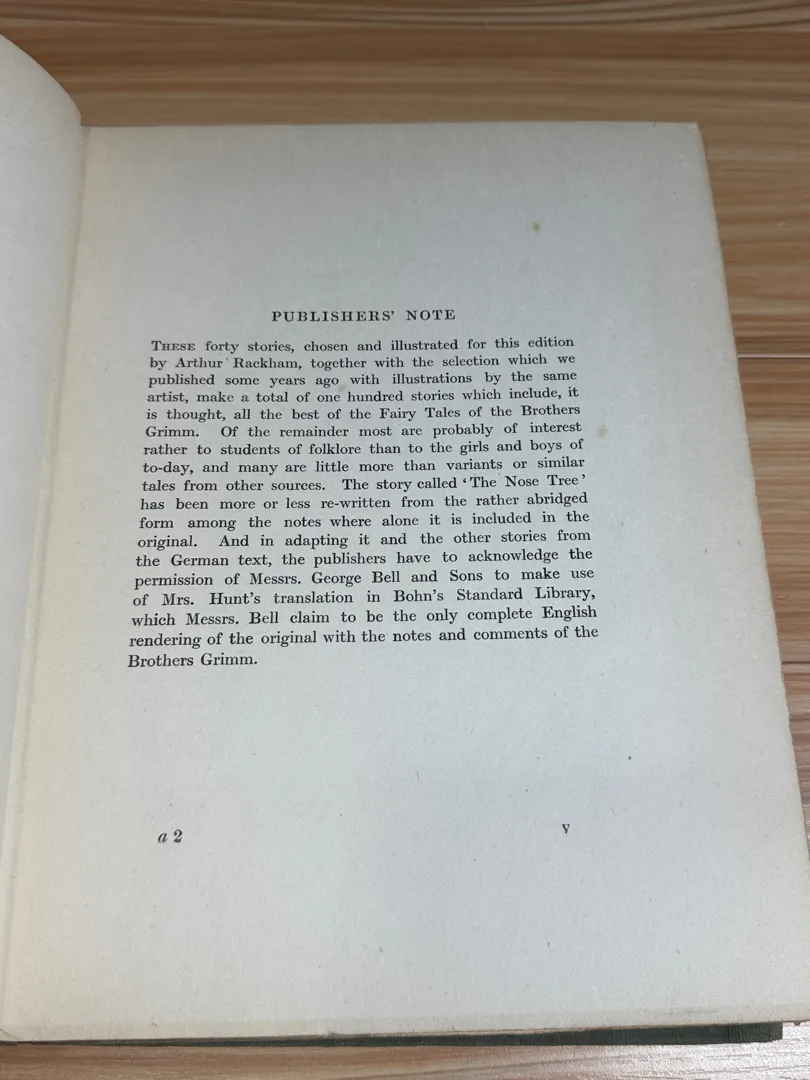 PUBLISHERS' NOTE
THESE forty stories, chosen and illustrated for this edition
by Arthur Rackham, together with the selection which we
published some years ago with illustrations by the same
artist, make a total of one hundred stories which include, it
is thought, all the best of the Fairy Tales of the Brothers
Grimm. Of the remainder most are probably of interest
rather to students of folklore than to the girls and boys of
to-day, and many are little more than variants or similar
tales from other sources. The story called 'The Nose Tree'
has been more or less re-written from the rather abridged
form among the notes where alone it is included in the
original. And in adapting it and the other stories from
the German text, the publishers have to acknowledge the
permission of Messrs. George Bell and Sons to make use
of Mrs. Hunt's translation in Bohn's Standard Library,
which Messrs. Bell claim to be the only complete English
rendering of the original with the notes and comments of the
Brothers Grimm.
a 2 v